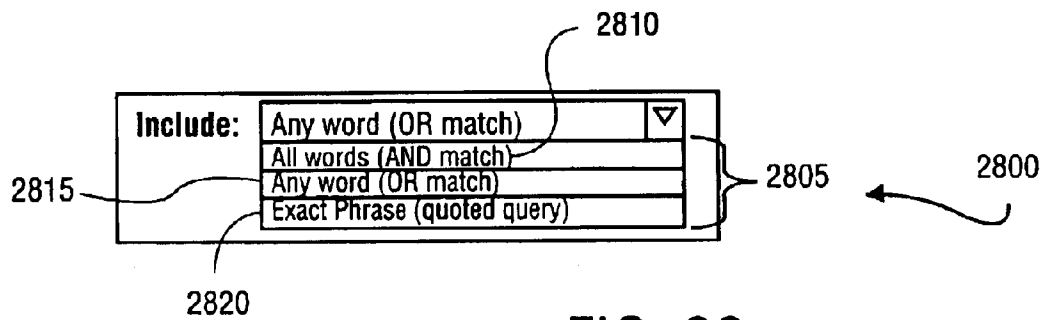 2810
Include: Any word (OR match)
All words (AND match)
2815 Any word (OR match) 2805 2800
Exact Phrase (quoted query)
2820